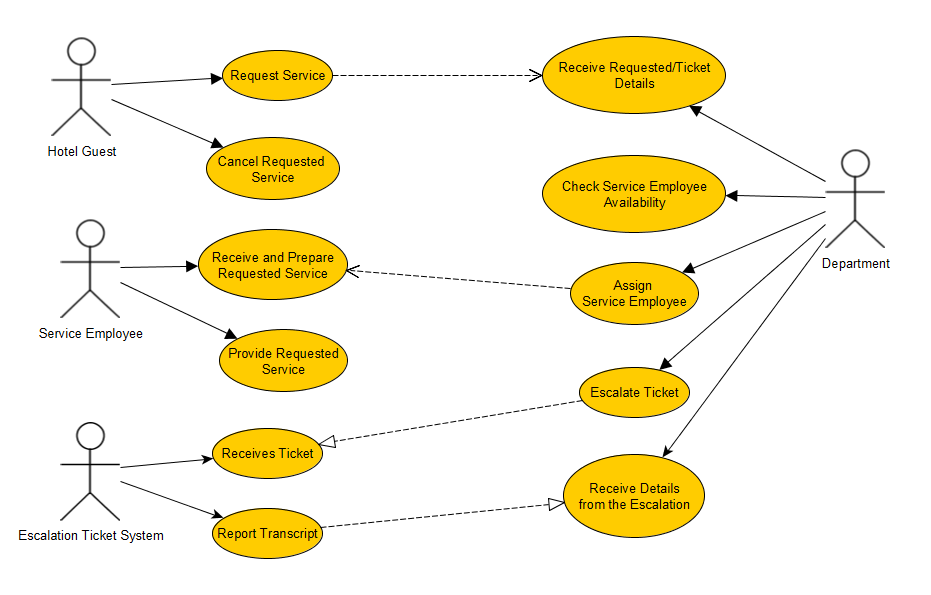 Request Service
Receive Requested/Ticket
Details
Hotel Guest
Cancel Requested
Service
Check Service Employee
Availability
Department
Receive and Prepare
Requested Service
Assign
Service Employee
Service Employee
Provide Requested
Service
Escalate Ticket
Receives Ticket
Receive Details
from the Escalation
Escalation Ticket System
Report Transcript